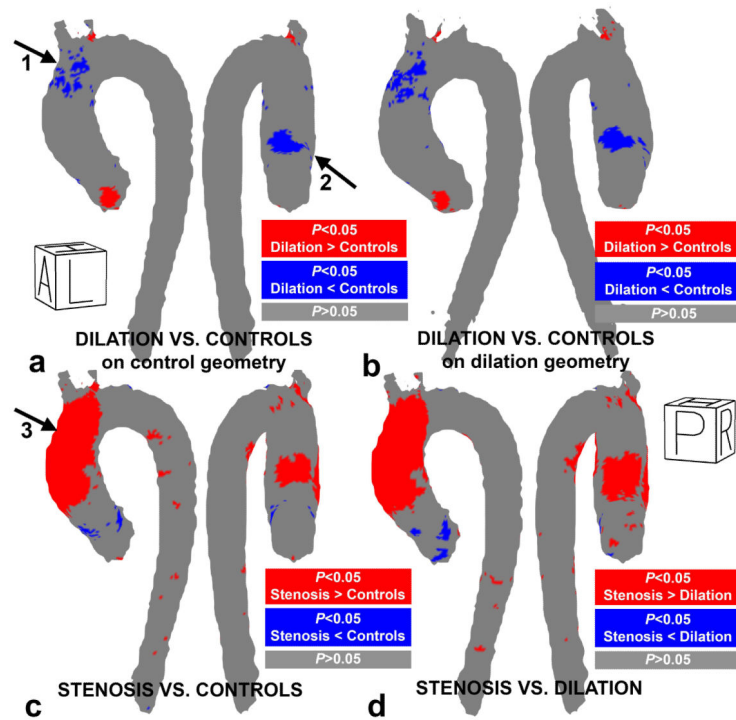 1
2
P<0.05
Dilation > Controls
P<0.05
Dilation < Controls
P>0.05
A L
DILATION VS. CONTROLS
on control geometry
a
P<0.05
Dilation > Controls
P<0.05
Dilation < Controls
P>0.05
DILATION VS. CONTROLS
on dilation geometry
b
3
P<0.05
Stenosis > Controls
P<0.05
Stenosis < Controls
P>0.05
STENOSIS VS. CONTROLS
c
P R
P<0.05
Stenosis > Dilation
P<0.05
Stenosis < Dilation
P>0.05
STENOSIS VS. DILATION
d